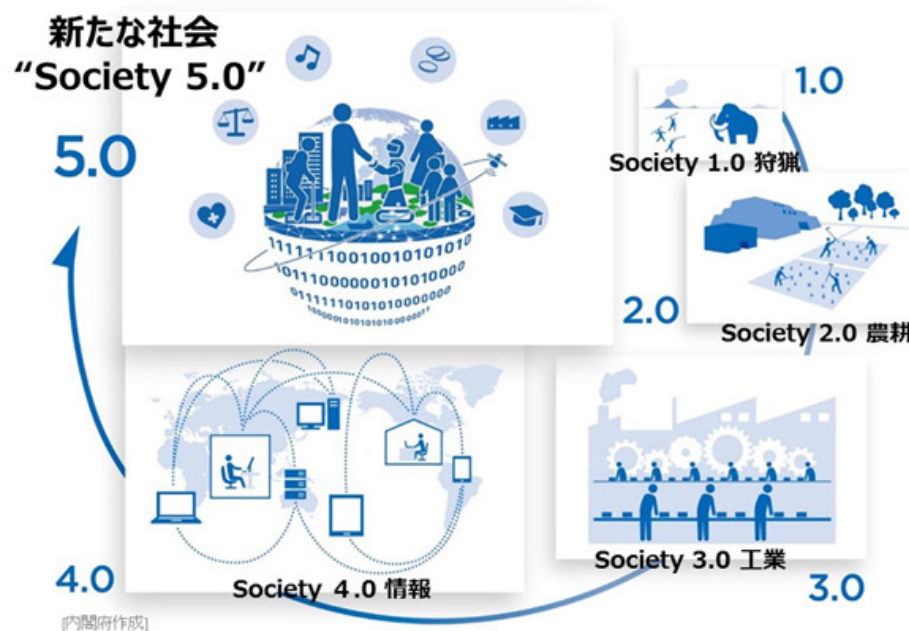 新たな社会
“Society 5.0”
5.0
1.0
Society 1.0 狩猟
2.0
Society 2.0 農耕
3.0
Society 3.0 工業
4.0
Society 4.0 情報
1111111001001010101010
011100000010101010000
01111110101010000000
[内閣府作成]